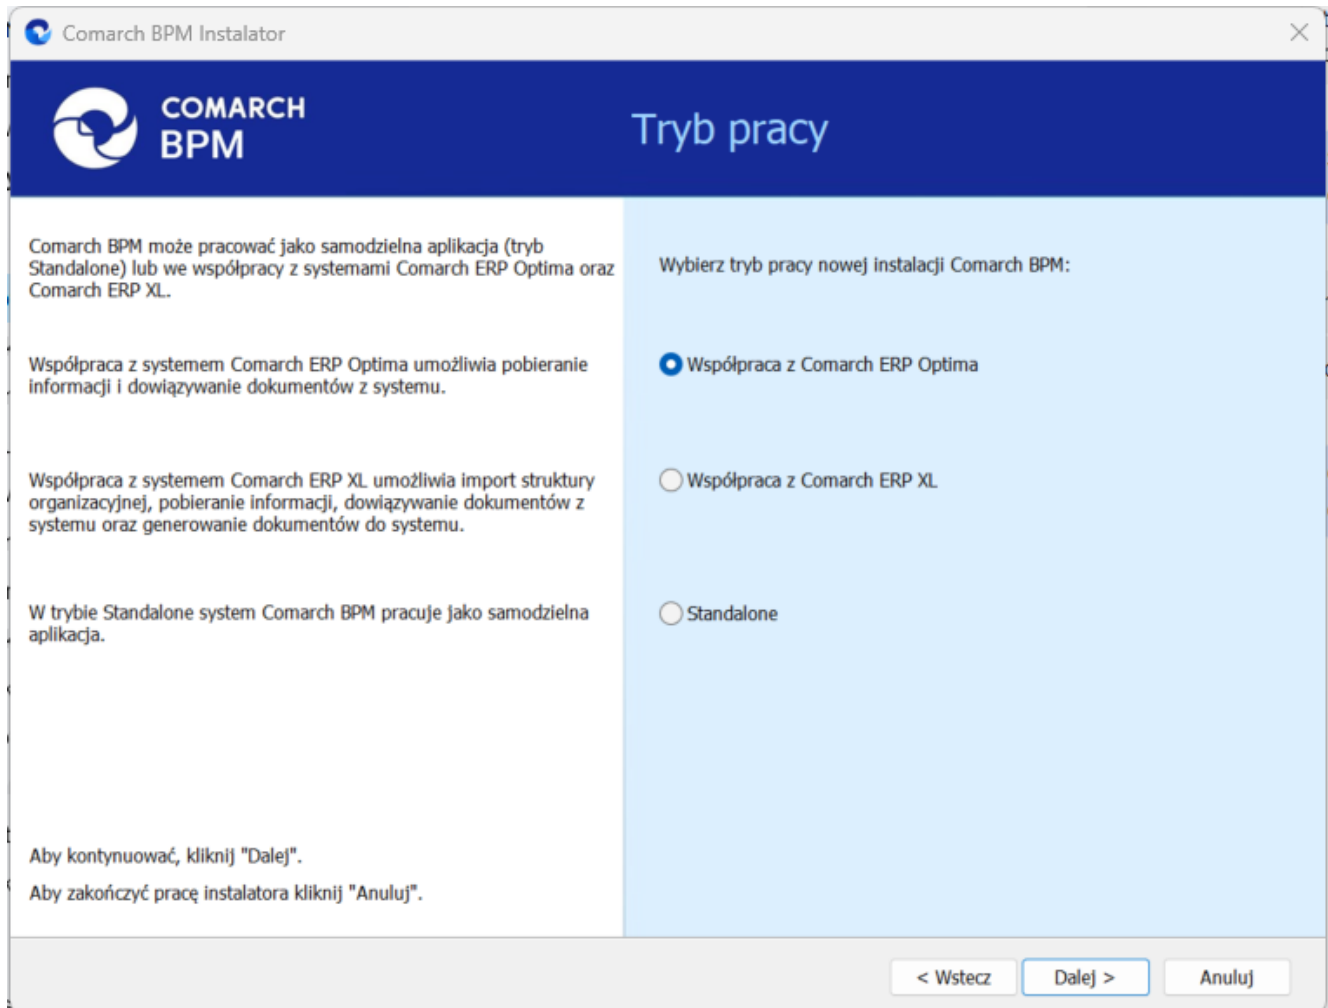 Comarch BPM Instalator
COMARCH
BPM
Tryb pracy
Comarch BPM może pracować jako samodzielna aplikacja (tryb
Standalone) lub we współpracy z systemami Comarch ERP Optima oraz
Comarch ERP XL.
Wybierz tryb pracy nowej instalacji Comarch BPM:
Współpraca z systemem Comarch ERP Optima umożliwia pobieranie
informacji i dowiązywanie dokumentów z systemu.
Współpraca z Comarch ERP Optima
Współpraca z systemem Comarch ERP XL umożliwia import struktury
organizacyjnej, pobieranie informacji, dowiązywanie dokumentów z
systemu oraz generowanie dokumentów do systemu.
Współpraca z Comarch ERP XL
W trybie Standalone system Comarch BPM pracuje jako samodzielna
aplikacja.
Standalone
Aby kontynuować, kliknij "Dalej".
Aby zakończyć pracę instalatora kliknij "Anuluj".
< Wstecz
Dalej >
Anuluj